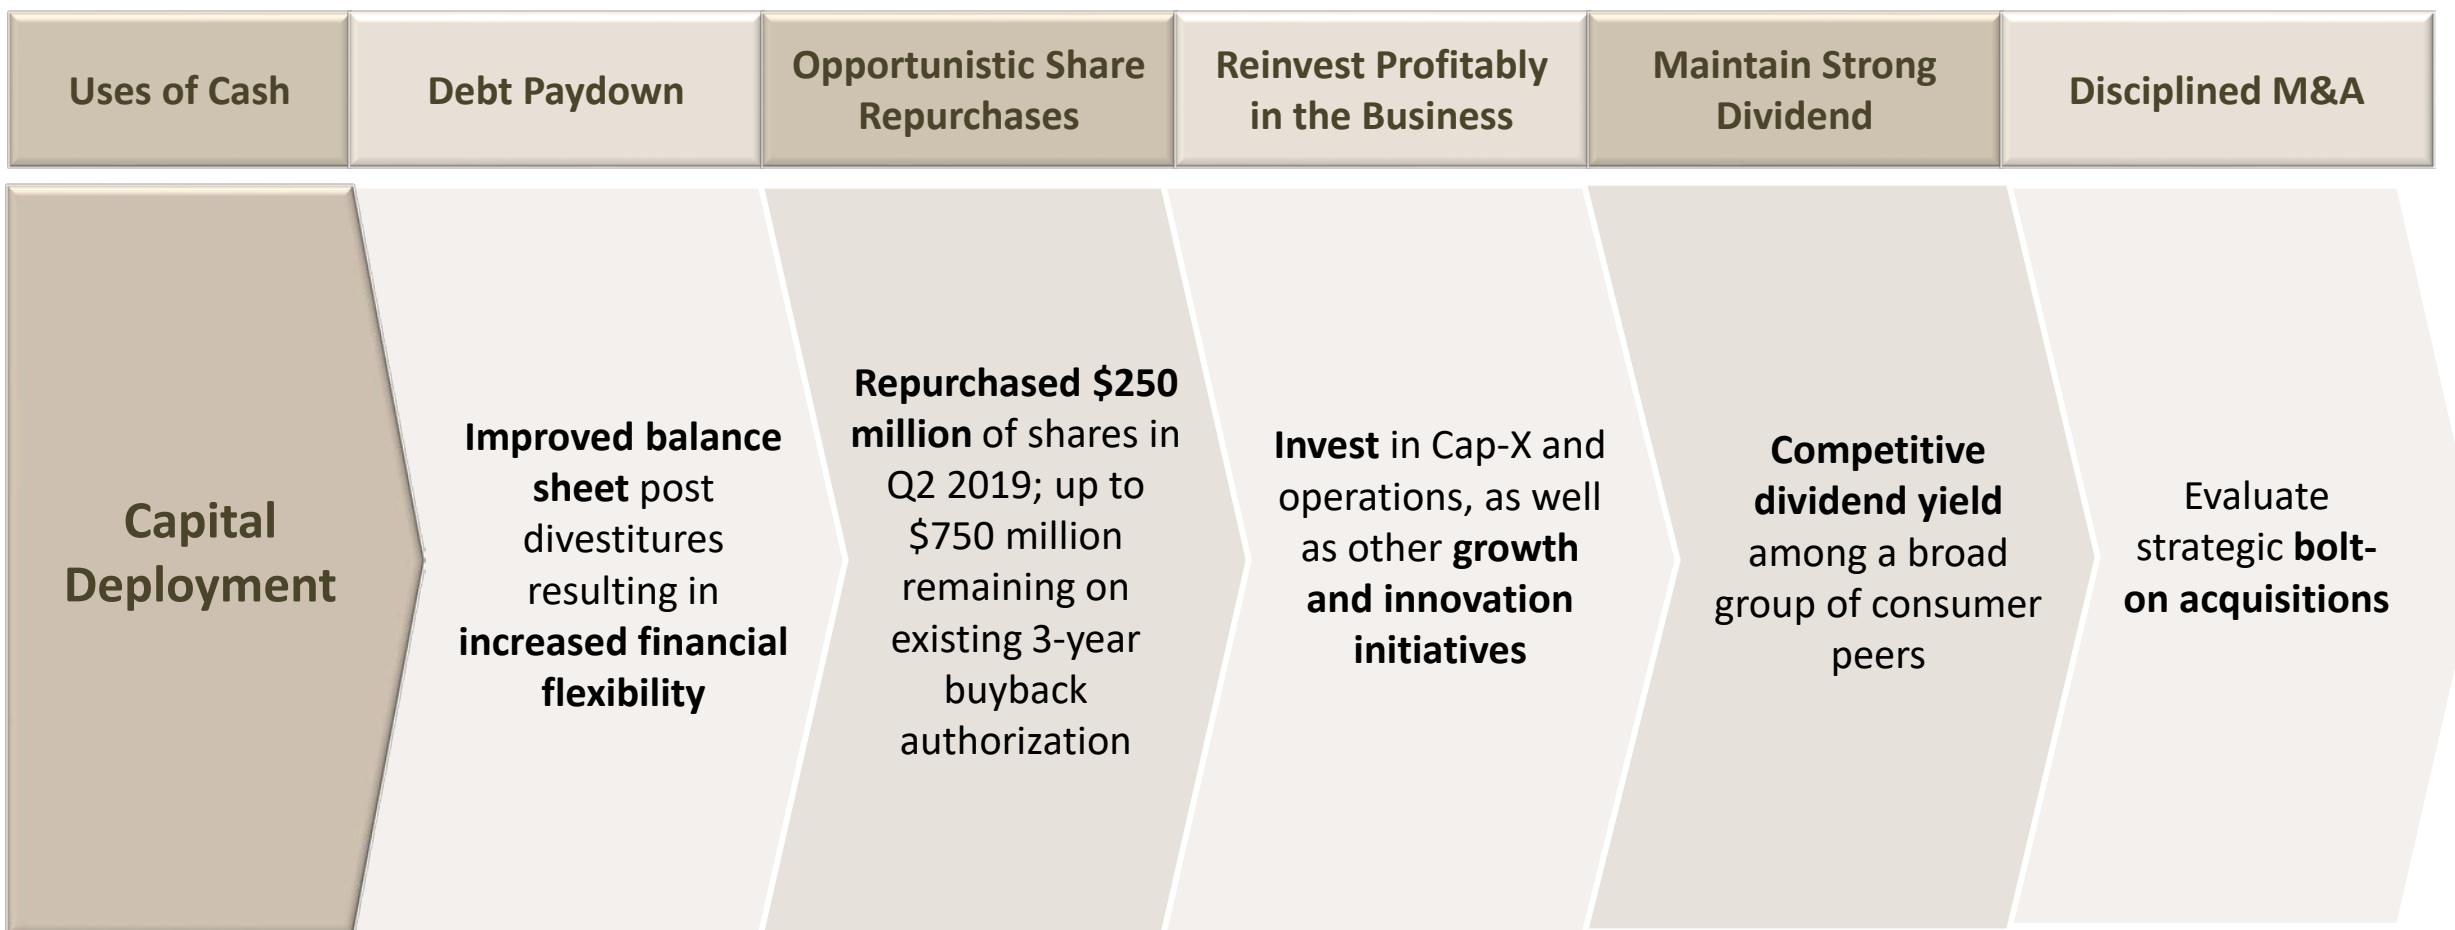 Uses of Cash
Debt Paydown
Opportunistic Share
Repurchases
Reinvest Profitably
in the Business
Maintain Strong
Dividend
Disciplined M&A
Capital
Deployment
Improved balance
sheet post
divestitures
resulting in
increased financial
flexibility
Repurchased $250
million of shares in
Q2 2019; up to
$750 million
remaining on
existing 3-year
buyback
authorization
Invest in Cap-X and
operations, as well
as other growth
and innovation
initiatives
Competitive
dividend yield
among a broad
group of consumer
peers
Evaluate
strategic bolt-
on acquisitions